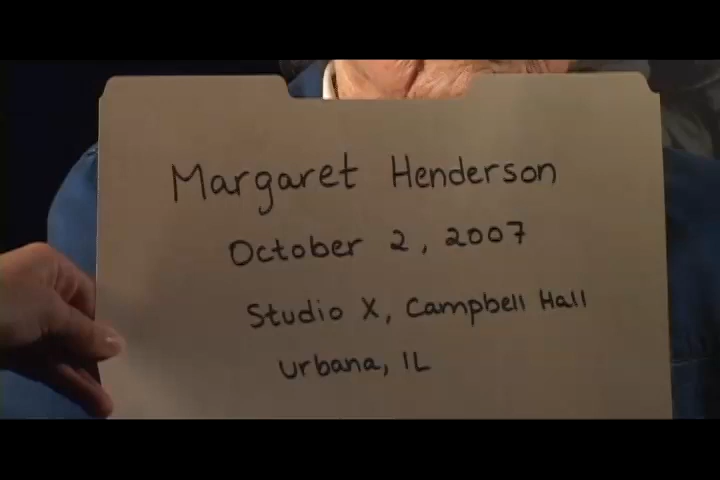 Margaret Henderson
October 2, 2007
Studio X, Campbell Hall
Urbana, IL